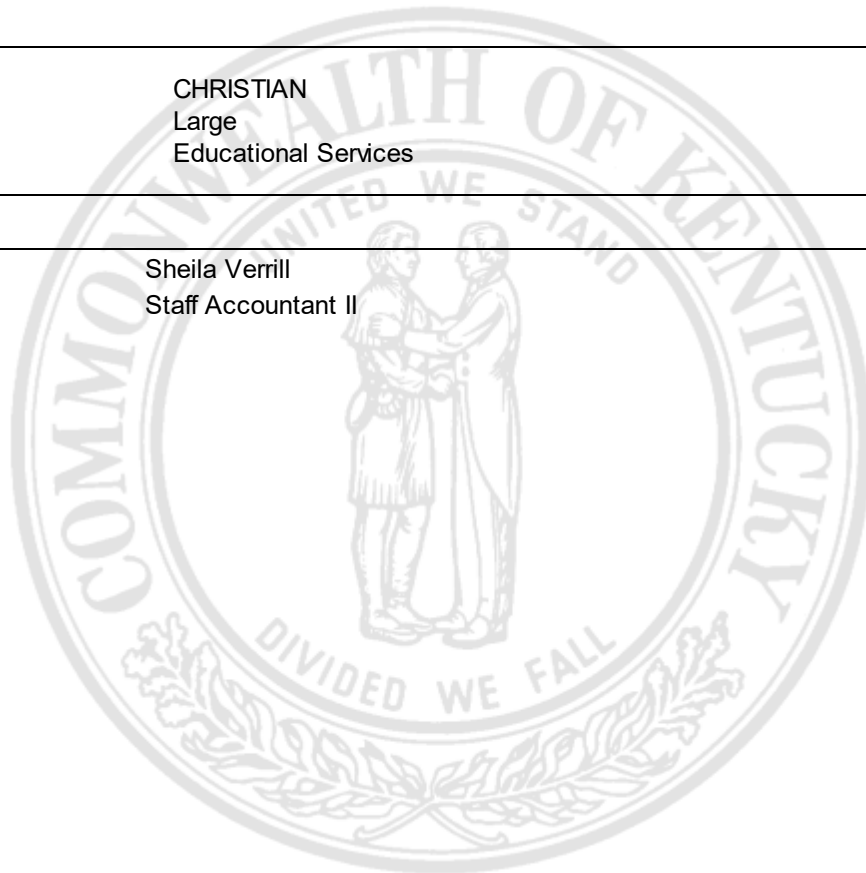 CHRISTIAN
Large
Educational Services
Sheila Verrill
Staff Accountant II
COMMONWEALTH OF KENTUCKY
UNITED WE STAND
DIVIDED WE FALL